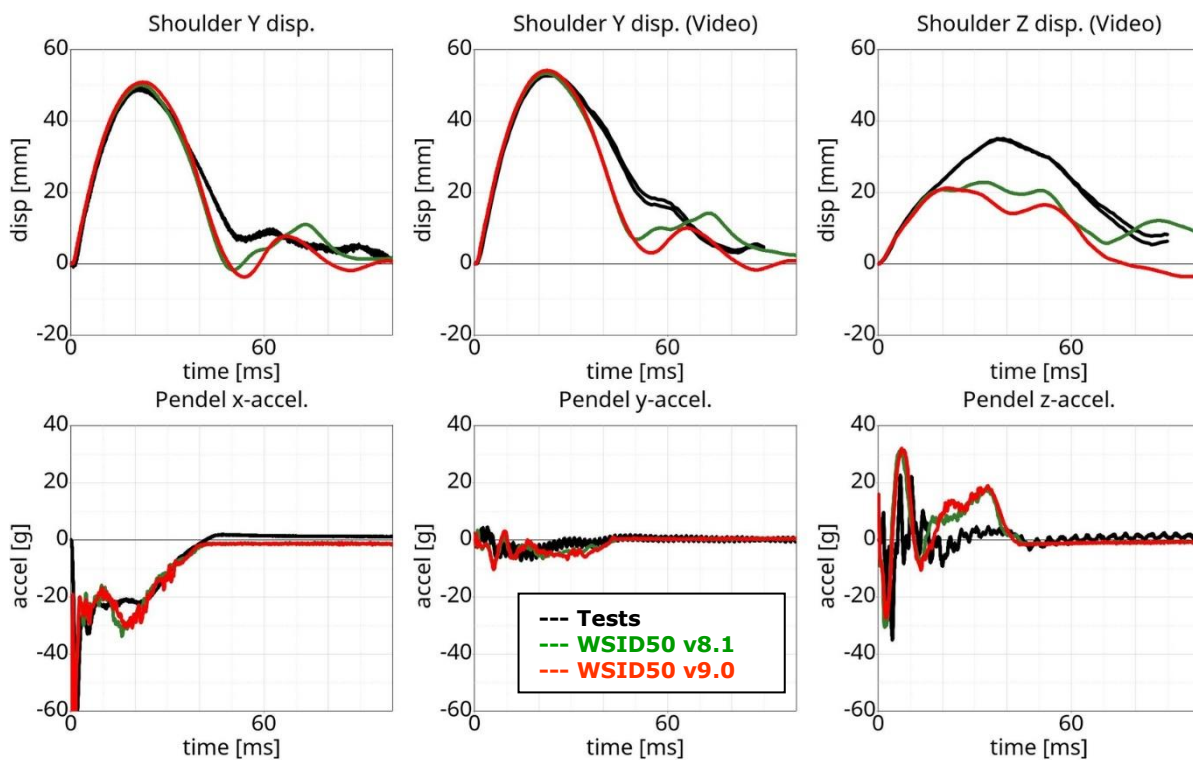 Shoulder Y disp.
Shoulder Y disp. (Video)
Shoulder Z disp. (Video)
60
40
20
0
-20
disp [mm]
0
60
time [ms]
60
40
20
0
-20
disp [mm]
0
60
time [ms]
60
40
20
0
-20
disp [mm]
0
60
time [ms]
Pendel x-accel.
Pendel y-accel.
Pendel z-accel.
40
20
0
-20
-40
-60
accel [g]
0
60
time [ms]
40
20
0
-20
-40
-60
accel [g]
0
60
time [ms]
--- Tests
--- WSID50 v8.1
--- WSID50 v9.0
40
20
0
-20
-40
-60
accel [g]
0
60
time [ms]